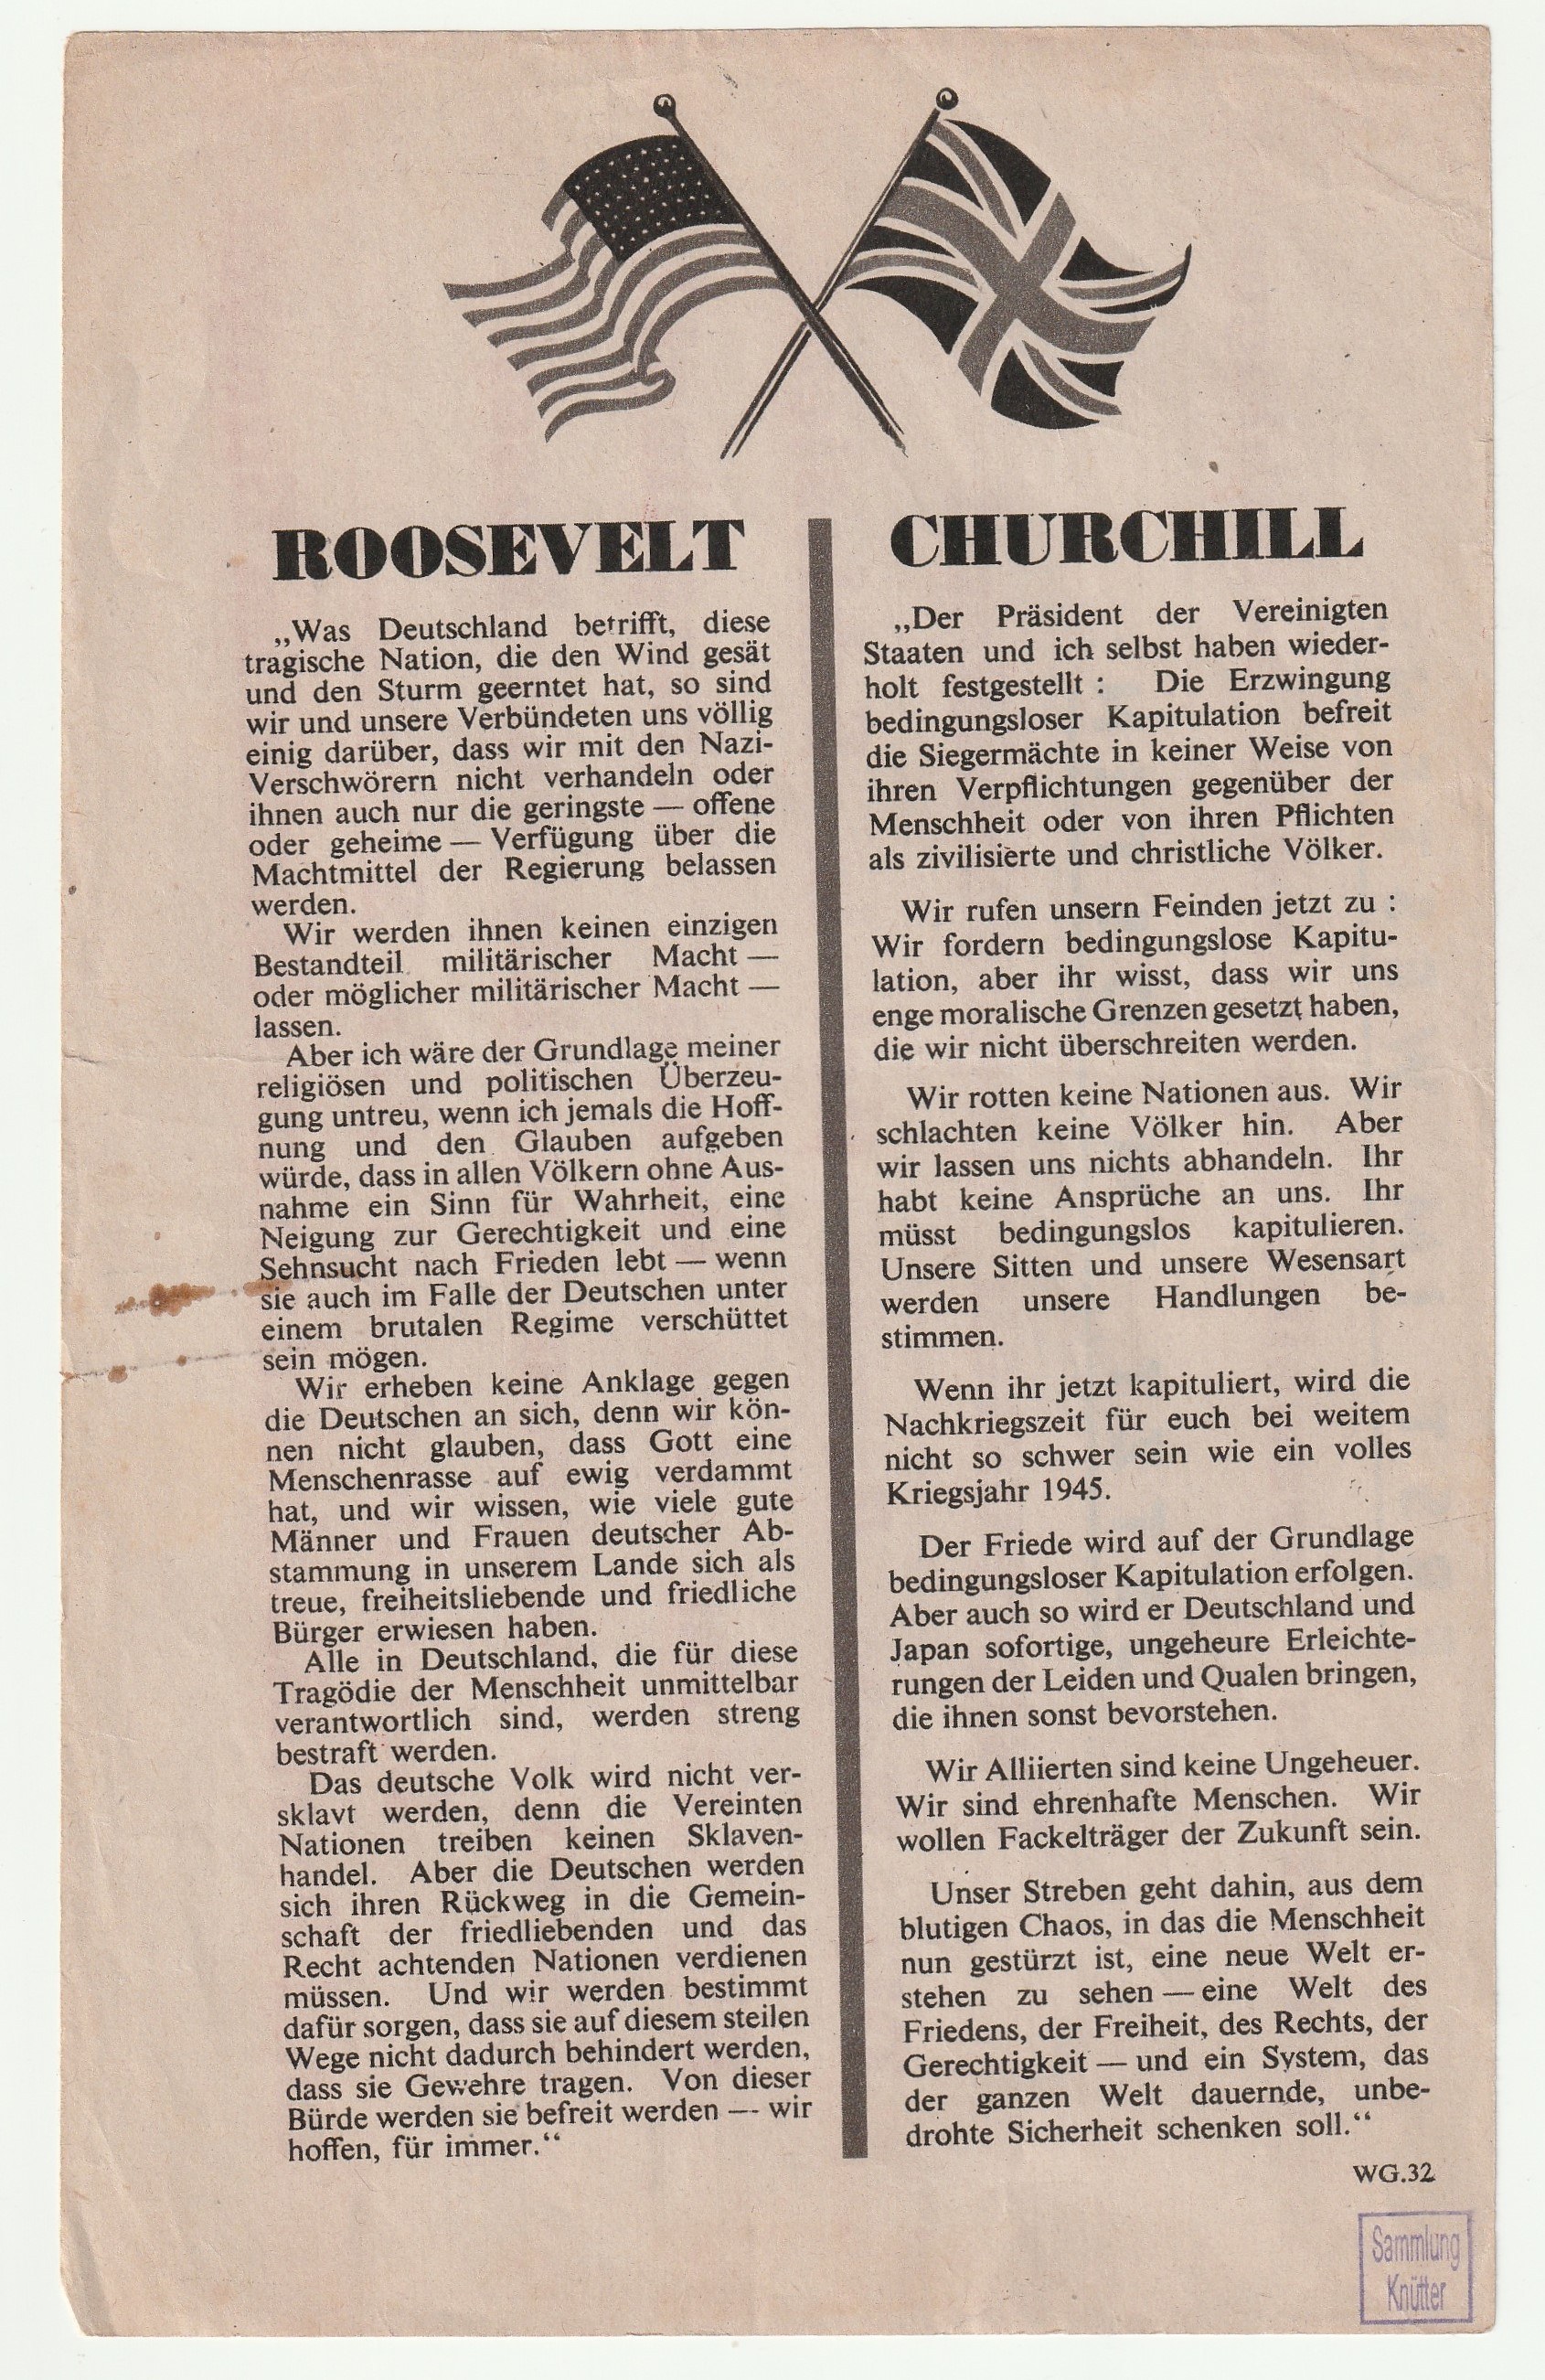 ROOSEVELT
„Was Deutschland betrifft, diese
tragische Nation, die den Wind gesät
und den Sturm geerntet hat, so sind
wir und unsere Verbündeten uns völlig
einig darüber, dass wir mit den Nazi-
Verschwörern nicht verhandeln oder
ihnen auch nur die geringste — offene
oder geheime — Verfügung über die
Machtmittel der Regierung belassen
werden.
Wir werden ihnen keinen einzigen
Bestandteil militärischer Macht —
oder möglicher militärischer Macht —
lassen.
Aber ich wäre der Grundlage meiner
religiösen und politischen Überzeu-
gung untreu, wenn ich jemals die Hoff-
nung und den Glauben aufgeben
würde, dass in allen Völkern ohne Aus-
nahme ein Sinn für Wahrheit, eine
Neigung zur Gerechtigkeit und eine
Sehnsucht nach Frieden lebt — wenn
sie auch im Falle der Deutschen unter
einem brutalen Regime verschüttet
sein mögen.
Wir erheben keine Anklage gegen
die Deutschen an sich, denn wir kön-
nen nicht glauben, dass Gott eine
Menschenrasse auf ewig verdammt
hat, und wir wissen, wie viele gute
Männer und Frauen deutscher Ab-
stammung in unserem Lande sich als
treue, freiheitsliebende und friedliche
Bürger erwiesen haben.
Alle in Deutschland, die für diese
Tragödie der Menschheit unmittelbar
verantwortlich sind, werden streng
bestraft werden.
Das deutsche Volk wird nicht ver-
sklavt werden, denn die Vereinten
Nationen treiben keinen Sklaven-
handel. Aber die Deutschen werden
sich ihren Rückweg in die Gemein-
schaft der friedliebenden und das
Recht achtenden Nationen verdienen
müssen. Und wir werden bestimmt
dafür sorgen, dass sie auf diesem steilen
Wege nicht dadurch behindert werden,
dass sie Gewehre tragen. Von dieser
Bürde werden sie befreit werden — wir
hoffen, für immer.“
CHURCHILL
„Der Präsident der Vereinigten
Staaten und ich selbst haben wieder-
holt festgestellt : Die Erzwingung
bedingungsloser Kapitulation befreit
die Siegermächte in keiner Weise von
ihren Verpflichtungen gegenüber der
Menschheit oder von ihren Pflichten
als zivilisierte und christliche Völker.
Wir rufen unsern Feinden jetzt zu :
Wir fordern bedingungslose Kapitu-
lation, aber ihr wisst, dass wir uns
enge moralische Grenzen gesetzt haben,
die wir nicht überschreiten werden.
Wir rotten keine Nationen aus. Wir
schlachten keine Völker hin. Aber
wir lassen uns nichts abhandeln. Ihr
habt keine Ansprüche an uns. Ihr
müsst bedingungslos kapitulieren.
Unsere Sitten und unsere Wesensart
werden unsere Handlungen be-
stimmen.
Wenn ihr jetzt kapituliert, wird die
Nachkriegszeit für euch bei weitem
nicht so schwer sein wie ein volles
Kriegsjahr 1945.
Der Friede wird auf der Grundlage
bedingungsloser Kapitulation erfolgen.
Aber auch so wird er Deutschland und
Japan sofortige, ungeheure Erleichte-
rungen der Leiden und Qualen bringen,
die ihnen sonst bevorstehen.
Wir Alliierten sind keine Ungeheuer.
Wir sind ehrenhafte Menschen. Wir
wollen Fackelträger der Zukunft sein.
Unser Streben geht dahin, aus dem
blutigen Chaos, in das die Menschheit
nun gestürzt ist, eine neue Welt er-
stehen zu sehen — eine Welt des
Friedens, der Freiheit, des Rechts, der
Gerechtigkeit — und ein System, das
der ganzen Welt dauernde, unbe-
drohte Sicherheit schenken soll.“
WG.32
Sammlung
Knütter